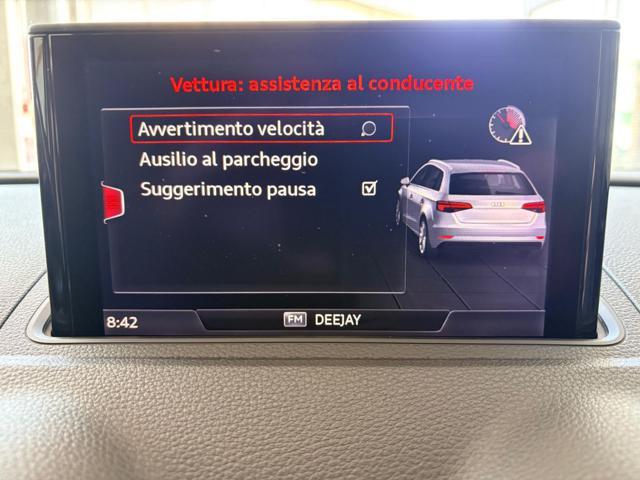 Vettura: assistenza al conducente
Avvertimento velocità
Ausilio al parcheggio
Suggerimento pausa
8:42
FM DEEJAY